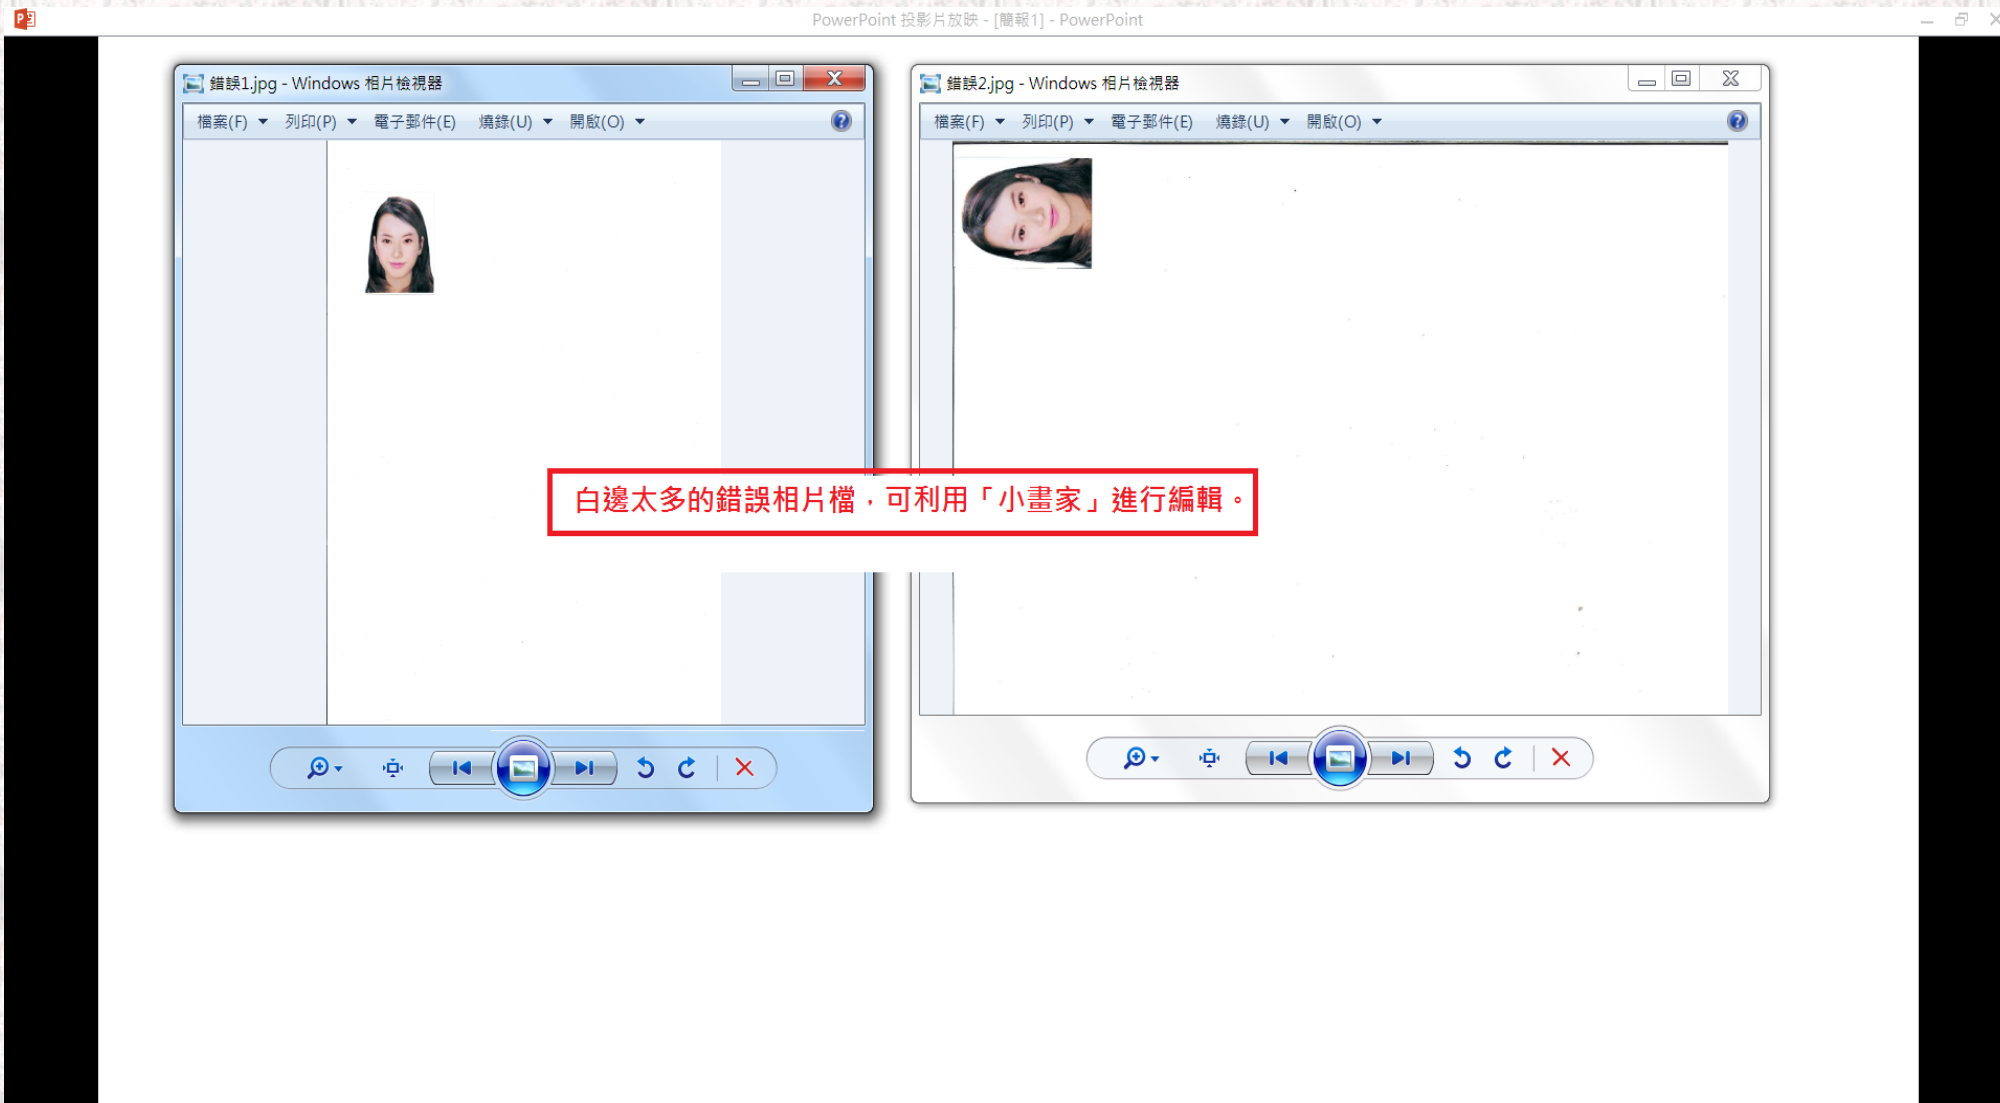 PowerPoint 投影片放映 - [簡報1] - PowerPoint
錯誤1.jpg - Windows 相片檢視器
檔案(F) 列印(P) 電子郵件(E) 燒錄(U) 開啟(O)
錯誤2.jpg - Windows 相片檢視器
檔案(F) 列印(P) 電子郵件(E) 燒錄(U) 開啟(O)
白邊太多的錯誤相片檔，可利用「小畫家」進行編輯。